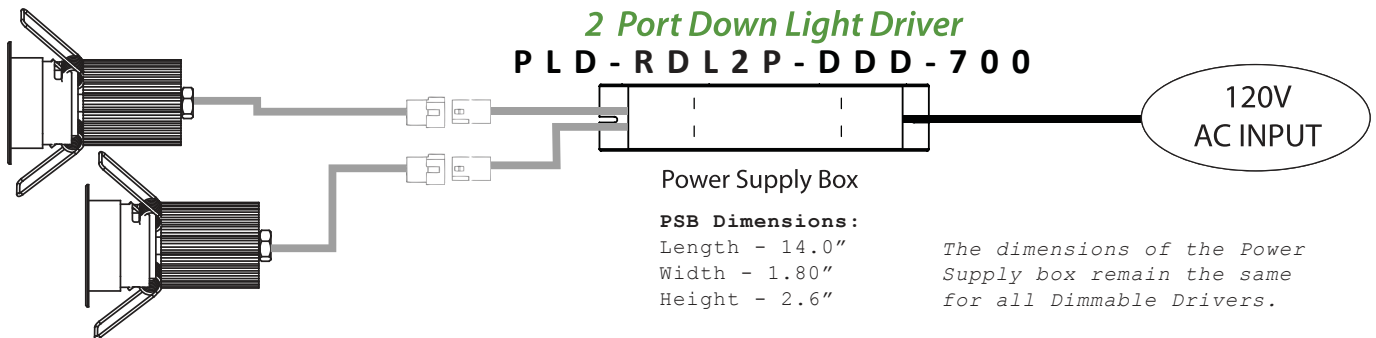 2 Port Down Light Driver
PLD-RDL2P-DDD-700
120V
AC INPUT
Power Supply Box
PSB Dimensions:
Length - 14.0”
Width - 1.80”
Height - 2.6”
The dimensions of the Power
Supply box remain the same
for all Dimmable Drivers.